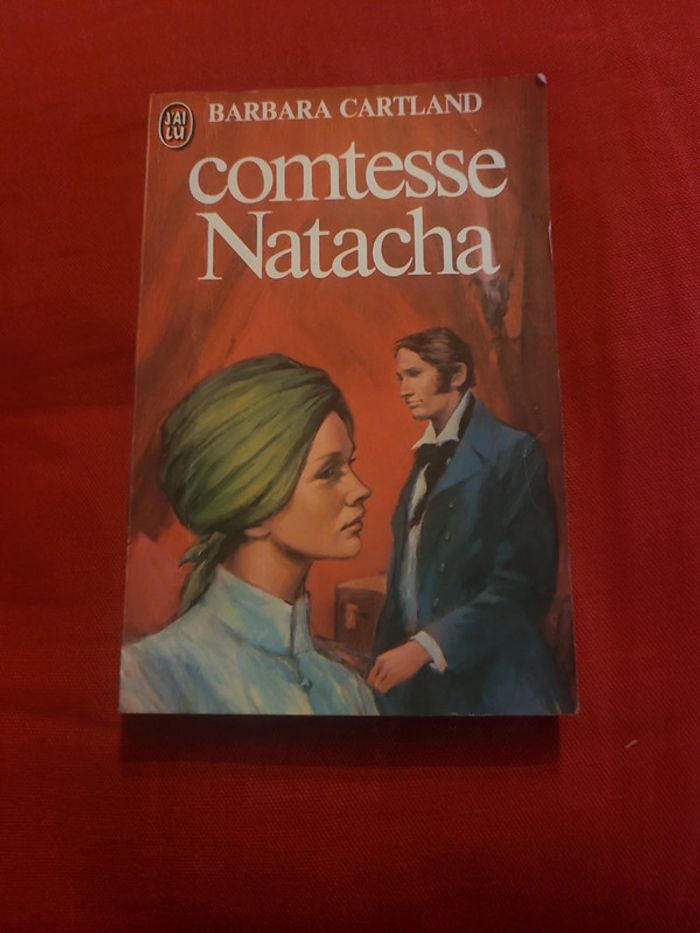 J'AI
LU
BARBARA CARTLAND
comtesse
Natacha